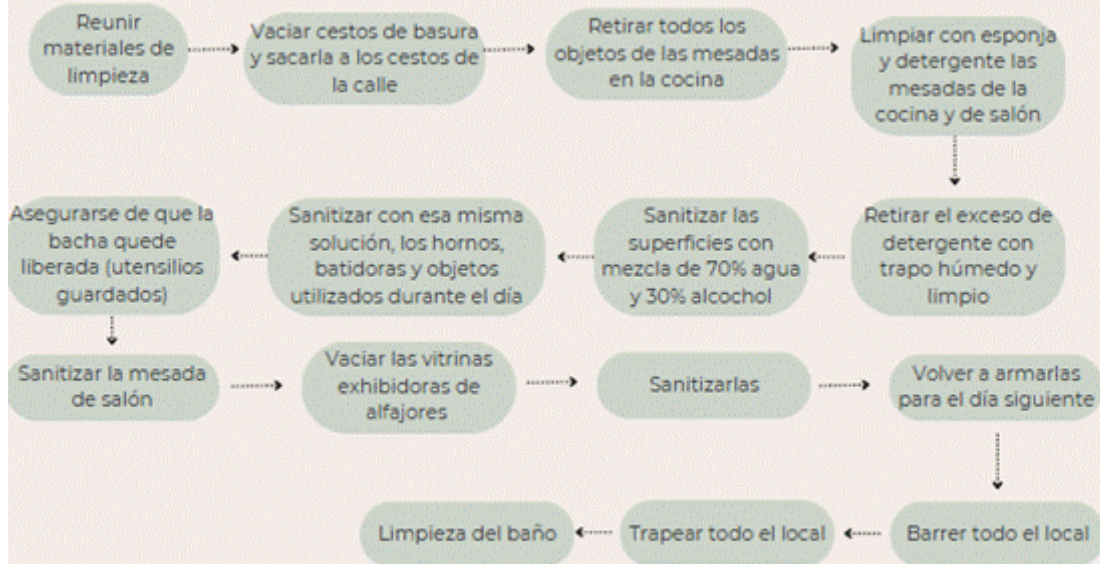 Reunir
materiales de
limpieza
Vaciar cestos de basura
y sacarla a los cestos de
la calle
Retirar todos los
objetos de las mesadas
en la cocina
Limpiar con esponja
y detergente las
mesadas de la
cocina y de salón
Retirar el exceso de
detergente con
trapo húmedo y
limpio
Sanitizar las
superficies con
mezcla de 70% agua
y 30% alcochol
Sanitizar con esa misma
solución, los hornos,
batidoras y objetos
utilizados durante el día
Asegurarse de que la
bacha quede
liberada (utensilios
guardados)
Sanitizar la mesada
de salón
Vaciar las vitrinas
exhibidoras de
alfajores
Sanitizarlas
Volver a armarlas
para el día siguiente
Barrer todo el local
Trapear todo el local
Limpieza del baño